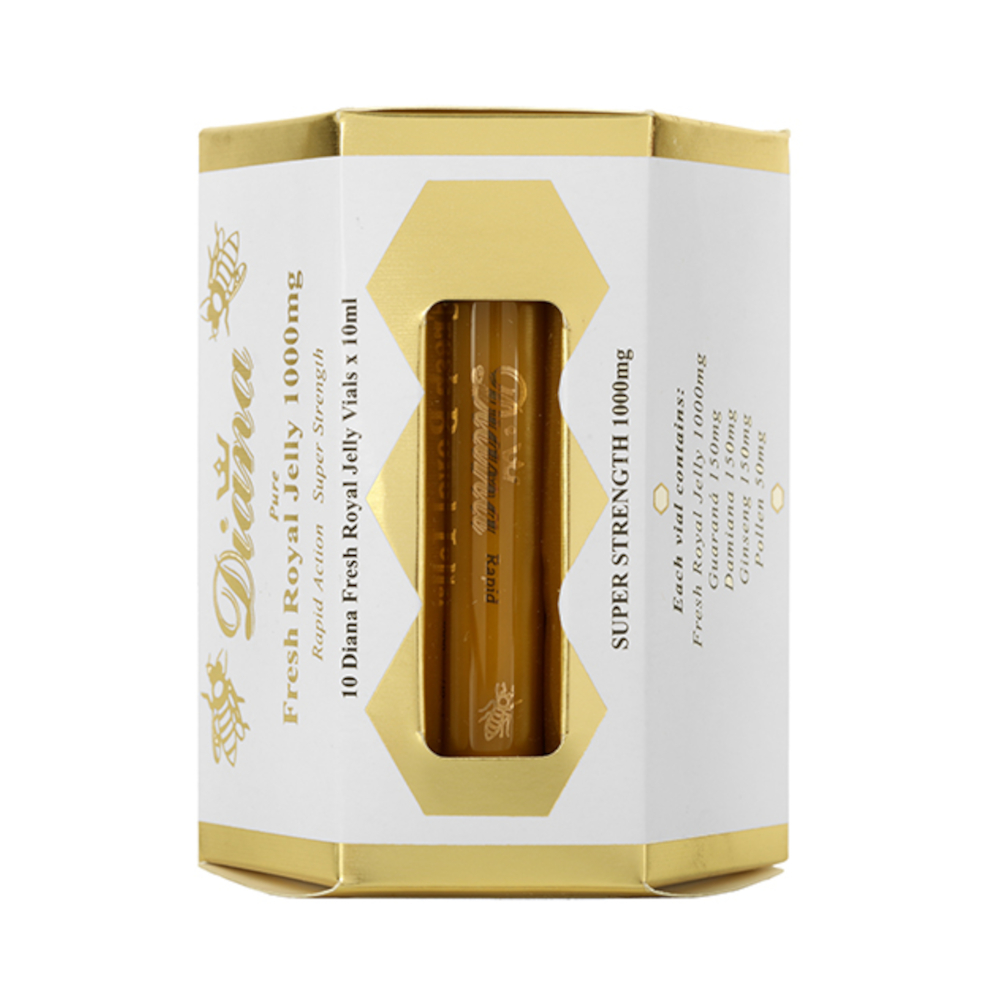 Diana
Pure
Fresh Royal Jelly 1000mg
Rapid Action Super Strength
10 Diana Fresh Royal Jelly Vials x 10ml
Rapid
SUPER STRENGTH 1000mg
Each vial contains:
Fresh Royal Jelly 1000mg
Guaraná 150mg
Damiana 150mg
Ginseng 150mg
Pollen 50mg